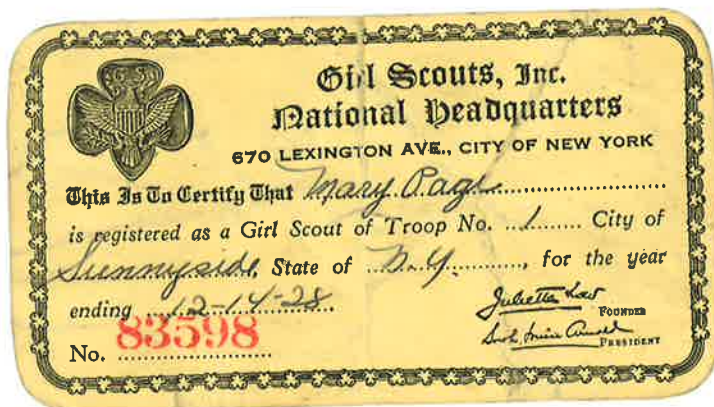 Girl Scouts, Inc.
National Headquarters
670 LEXINGTON AVE., CITY OF NEW YORK
This Is To Certify That Mary Page
is registered as a Girl Scout of Troop No. 1 City of
Sunnyside, State of N.Y., for the year
ending 12-14-28.
Juliette Low
FOUNDER
No. 83598
PRESIDENT